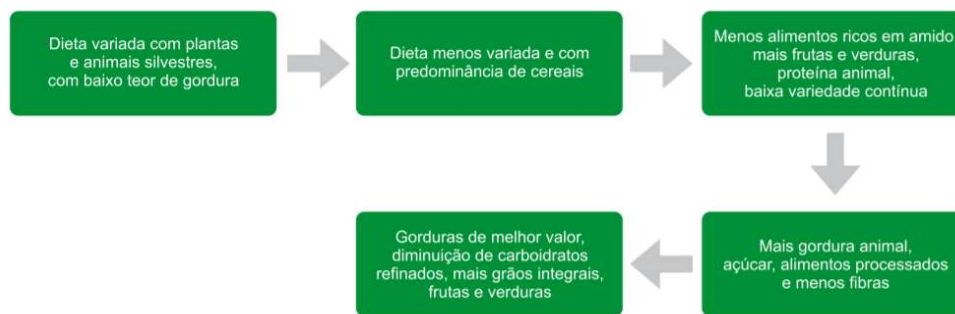 Dieta variada com plantas
e animais silvestres,
com baixo teor de gordura
Dieta menos variada e com
predominância de cereais
Menos alimentos ricos em amido
mais frutas e verduras,
proteína animal,
baixa variedade contínua
Mais gordura animal,
açúcar, alimentos processados
e menos fibras
Gorduras de melhor valor,
diminuição de carboidratos
refinados, mais grãos integrais,
frutas e verduras